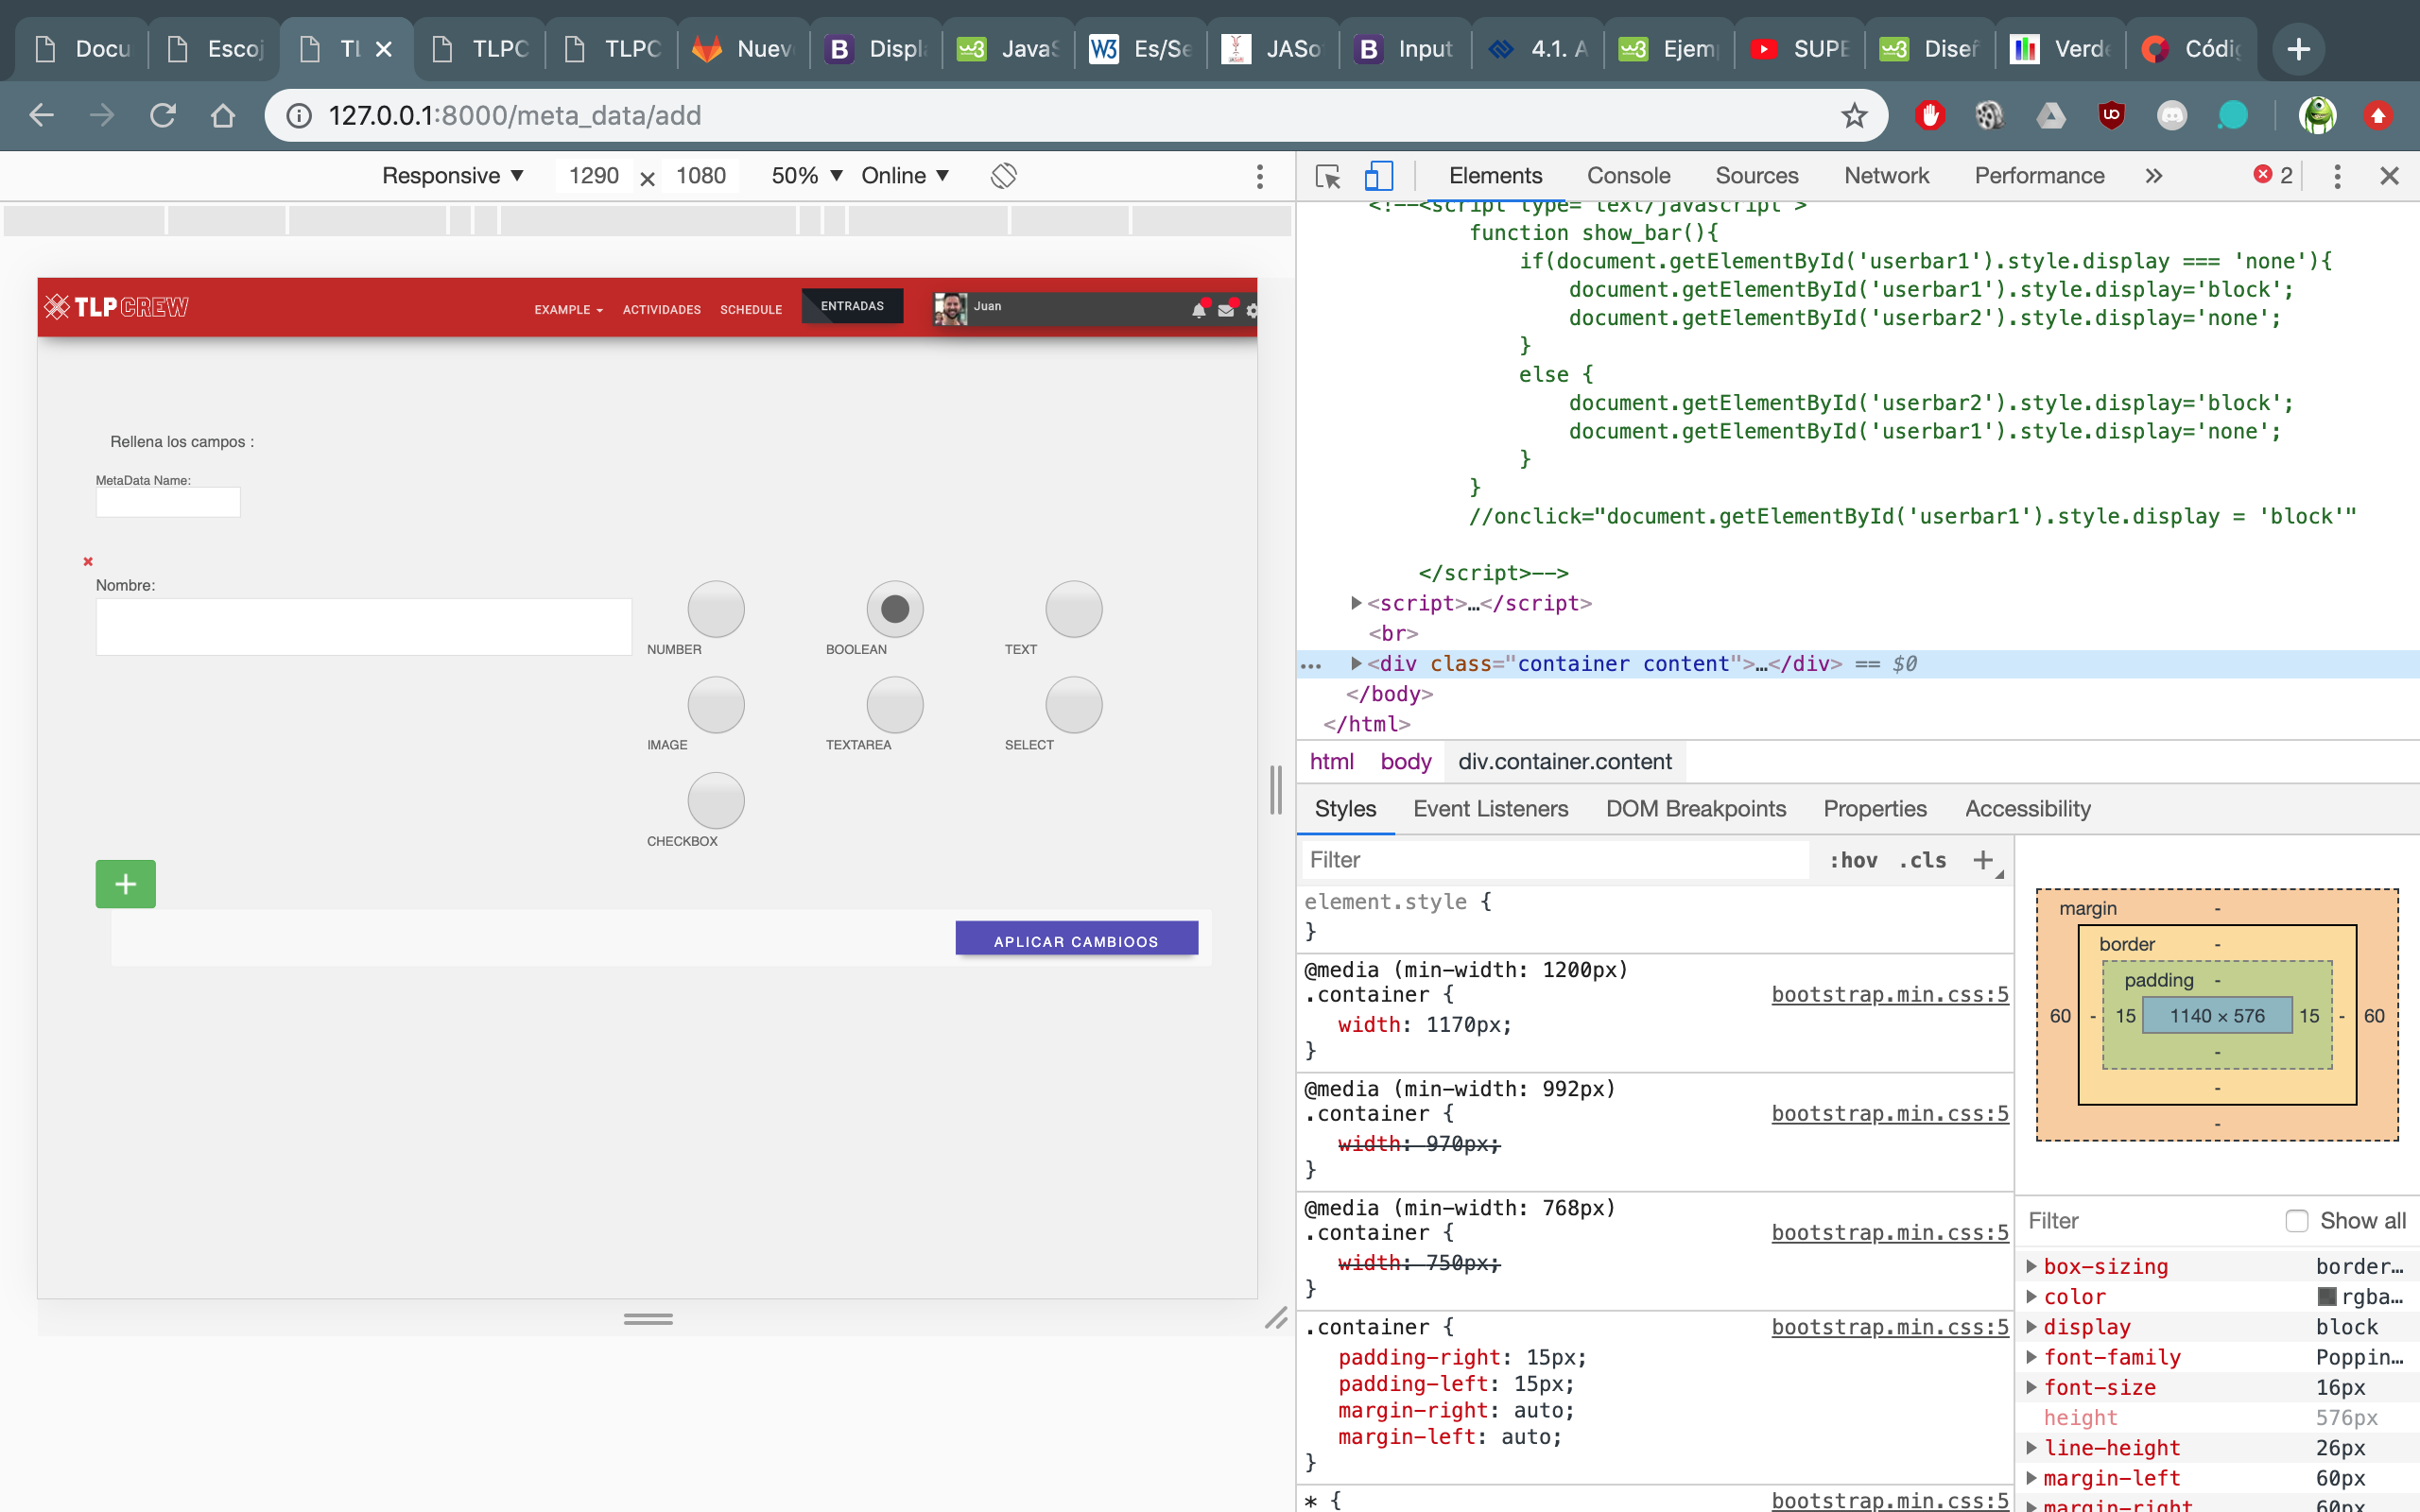 Docu
Escoj
TL
TLPC
TLPC
Nuev
Displ
JavaS
Es/Se
JASo
Input
4.1. A
Ejem
SUPE
Diseñ
Verde
Códig
127.0.0.1:8000/meta_data/add
Responsive ▼ 1290 × 1080 50% ▼ Online ▼
TLPCREW
EXAMPLE
ACTIVIDADES
SCHEDULE
ENTRADAS
Juan
Rellena los campos :
MetaData Name:
Nombre:
NUMBER
BOOLEAN
TEXT
IMAGE
TEXTAREA
SELECT
CHECKBOX
APLICAR CAMBIOOS
Elements Console Sources Network Performance » 2
<!--<script type="text/javascript">
function show_bar(){
if(document.getElementById('userbar1').style.display === 'none'){
document.getElementById('userbar1').style.display='block';
document.getElementById('userbar2').style.display='none';
}
else {
document.getElementById('userbar2').style.display='block';
document.getElementById('userbar1').style.display='none';
}
}
//onclick="document.getElementById('userbar1').style.display = 'block'"
</script>-->
<script>…</script>
<br>
… <div class="container content">…</div> == $0
</body>
</html>
html body div.container.content
Styles Event Listeners DOM Breakpoints Properties Accessibility
Filter :hov .cls +
element.style {
}
@media (min-width: 1200px)
.container { bootstrap.min.css:5
width: 1170px;
}
@media (min-width: 992px)
.container { bootstrap.min.css:5
width: 970px;
}
@media (min-width: 768px)
.container { bootstrap.min.css:5
width: 750px;
}
.container { bootstrap.min.css:5
padding-right: 15px;
padding-left: 15px;
margin-right: auto;
margin-left: auto;
}
* { bootstrap.min.css:5
margin -
border -
padding -
60 - 15 1140 × 576 15 - 60
-
-
-
Filter Show all
box-sizing border…
color rgba…
display block
font-family Poppin…
font-size 16px
height 576px
line-height 26px
margin-left 60px
margin-right 60px